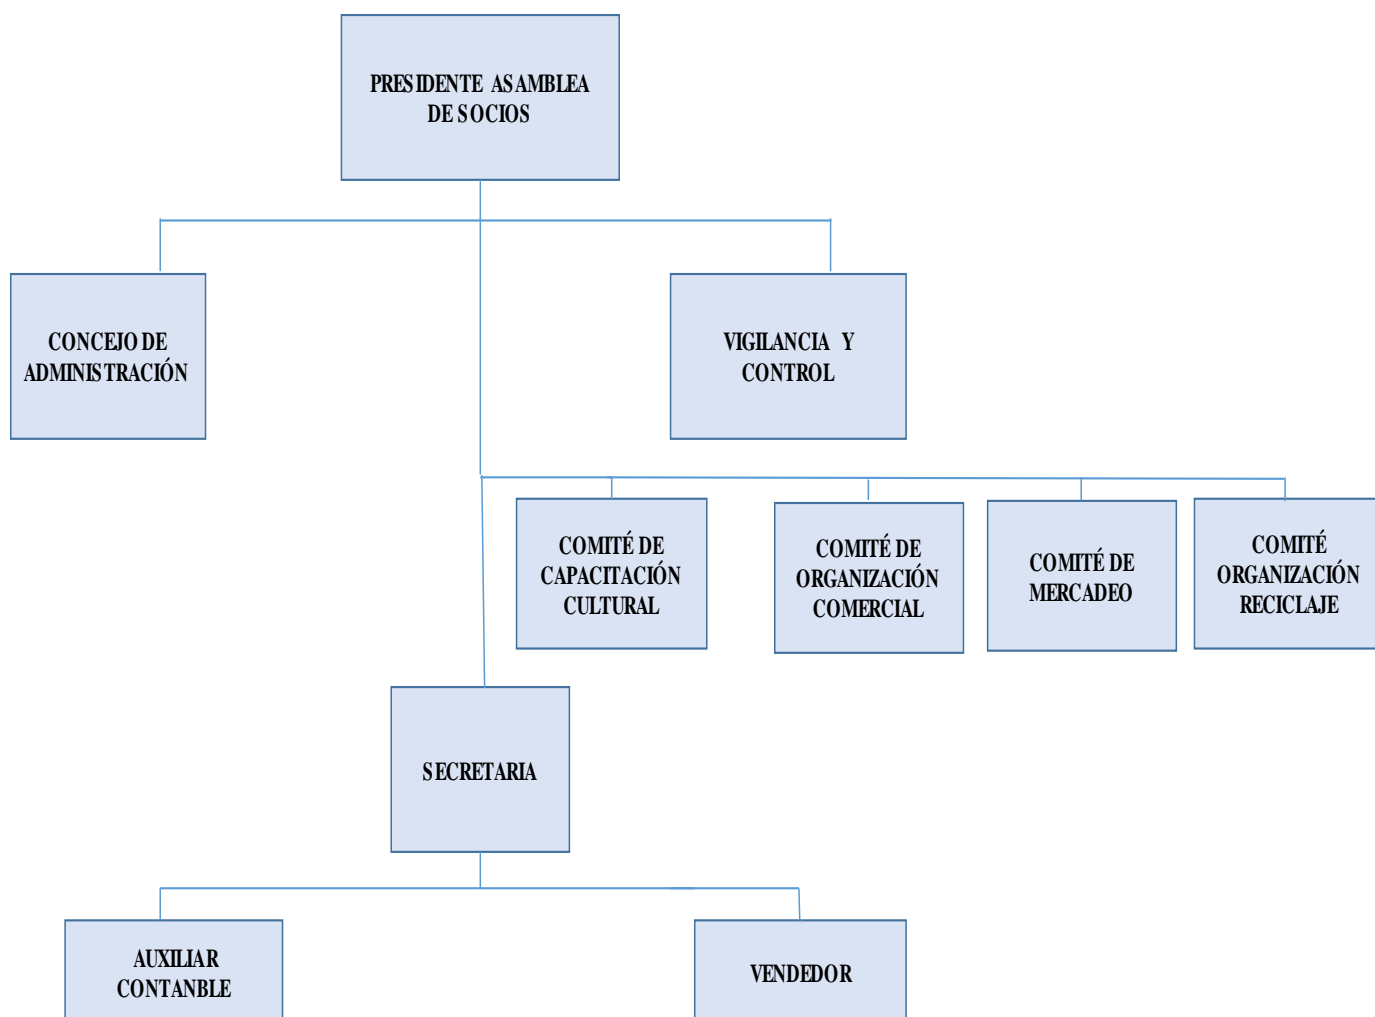 PRESIDENTE ASAMBLEA
DE SOCIOS
CONCEJO DE
ADMINISTRACIÓN
VIGILANCIA Y
CONTROL
COMITÉ DE
CAPACITACIÓN
CULTURAL
COMITÉ DE
ORGANIZACIÓN
COMERCIAL
COMITÉ DE
MERCADEO
COMITÉ
ORGANIZACIÓN
RECICLAJE
SECRETARIA
AUXILIAR
CONTANBLE
VENDEDOR